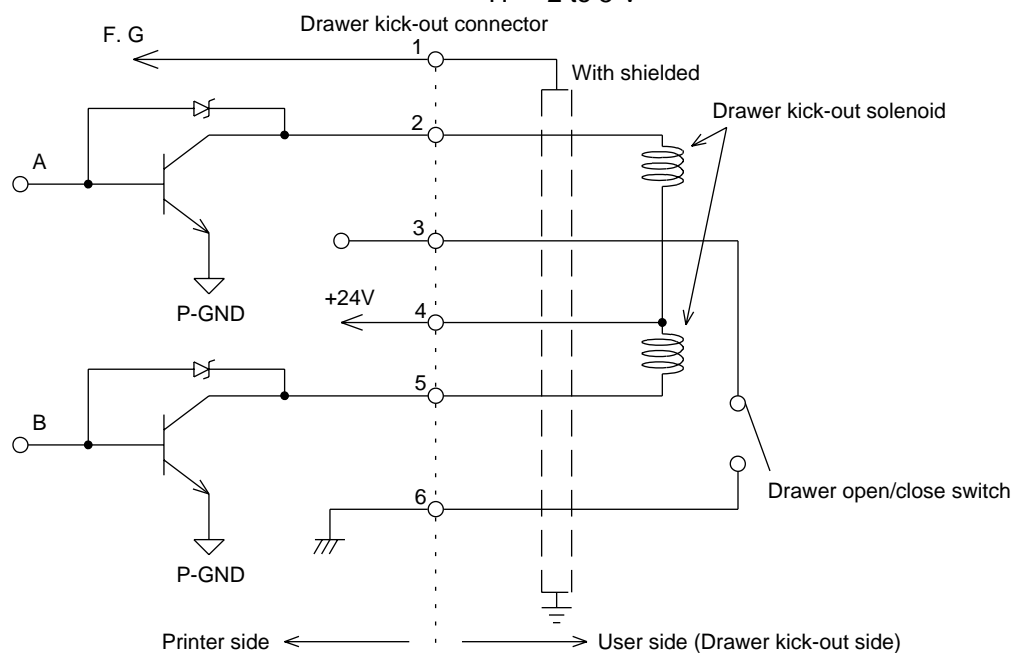 Drawer kick-out connector
F. G
1
With shielded
Drawer kick-out solenoid
2
A
3
P-GND
+24V
4
5
B
Drawer open/close switch
6
P-GND
Printer side
User side (Drawer kick-out side)